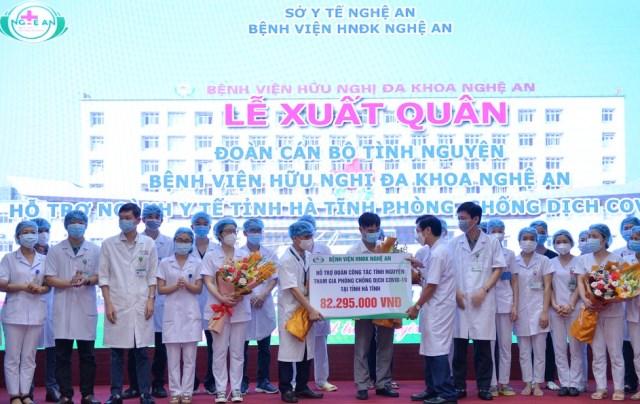 SỞ Y TẾ NGHỆ AN
BỆNH VIỆN HNĐK NGHỆ AN
NGHỆ AN
BỆNH VIỆN HỮU NGHỊ ĐA KHOA NGHỆ AN
LỄ XUẤT QUÂN
ĐOÀN CÁN BỘ TÌNH NGUYỆN
BỆNH VIỆN HỮU NGHỊ ĐA KHOA NGHỆ AN
HỖ TRỢ NGÀNH Y TẾ TỈNH HÀ TĨNH PHÒNG CHỐNG DỊCH COV
BỆNH VIỆN HNĐK NGHỆ AN
HỖ TRỢ ĐOÀN CÔNG TÁC TÌNH NGUYỆN
THAM GIA PHÒNG CHỐNG DỊCH COVID-19
TẠI TỈNH HÀ TĨNH
82.295.000 VNĐ